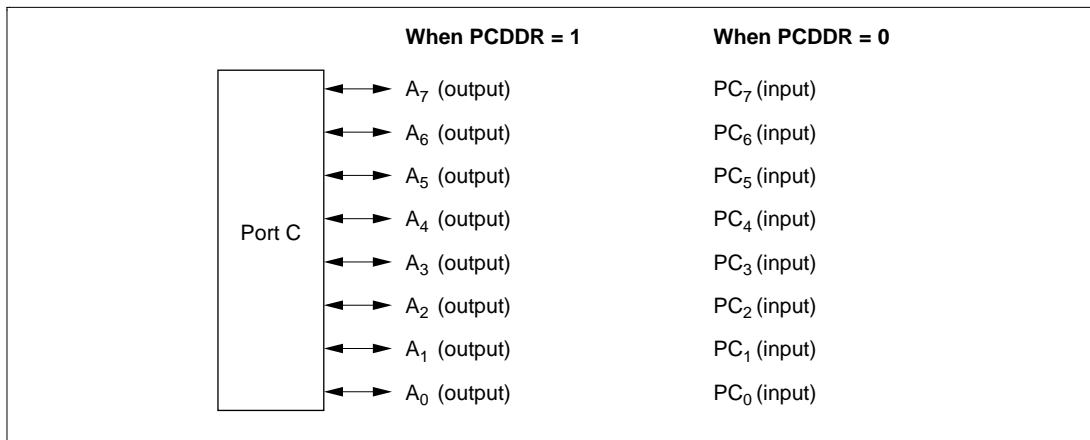 When PCDDR = 1 When PCDDR = 0
A7 (output) PC7 (input)
A6 (output) PC6 (input)
A5 (output) PC5 (input)
A4 (output) PC4 (input)
Port C
A3 (output) PC3 (input)
A2 (output) PC2 (input)
A1 (output) PC1 (input)
A0 (output) PC0 (input)